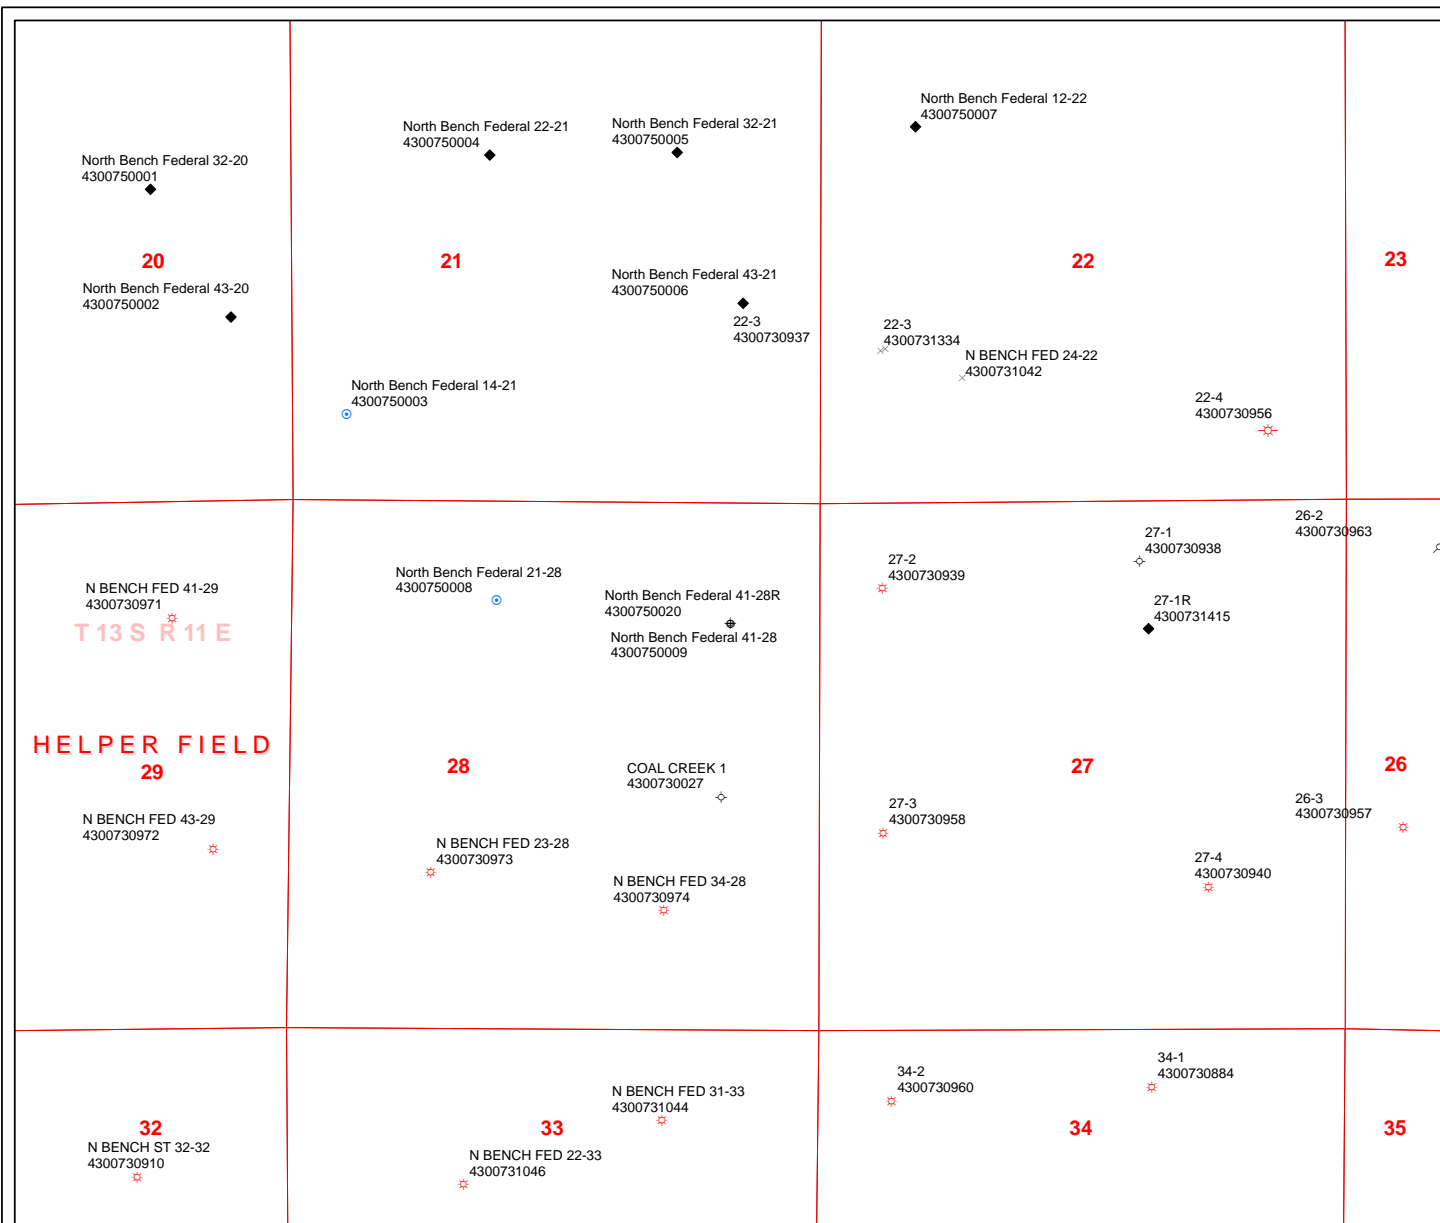 North Bench Federal 12-22
4300750007
North Bench Federal 22-21
4300750004
North Bench Federal 32-21
4300750005
North Bench Federal 32-20
4300750001
20
21
22
23
North Bench Federal 43-20
4300750002
North Bench Federal 43-21
4300750006
22-3
4300730937
22-3
4300731334
N BENCH FED 24-22
4300731042
North Bench Federal 14-21
4300750003
22-4
4300730956
26-2
4300730963
27-1
4300730938
27-2
4300730939
North Bench Federal 21-28
4300750008
N BENCH FED 41-29
4300730971
T 13 S R 11 E
North Bench Federal 41-28R
4300750020
North Bench Federal 41-28
4300750009
27-1R
4300731415
HELPER FIELD
29
28
27
26
COAL CREEK 1
4300730027
27-3
4300730958
26-3
4300730957
N BENCH FED 43-29
4300730972
N BENCH FED 23-28
4300730973
27-4
4300730940
N BENCH FED 34-28
4300730974
34-1
4300730884
34-2
4300730960
N BENCH FED 31-33
4300731044
32
33
34
35
N BENCH ST 32-32
4300730910
N BENCH FED 22-33
4300731046